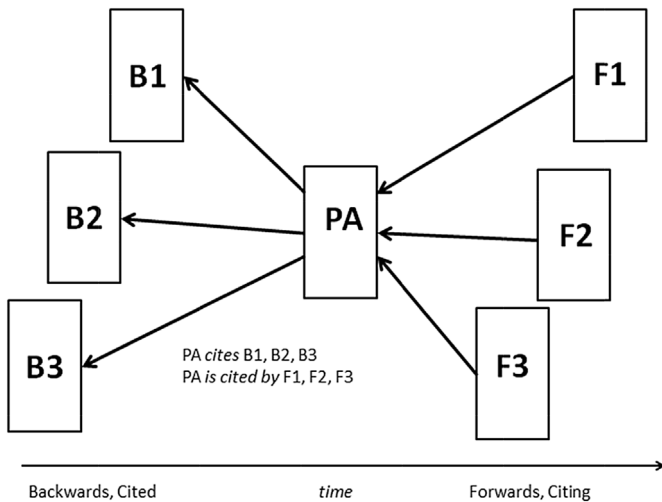 B1
F1
B2
PA
F2
B3
F3
PA cites B1, B2, B3
PA is cited by F1, F2, F3
Backwards, Cited
time
Forwards, Citing